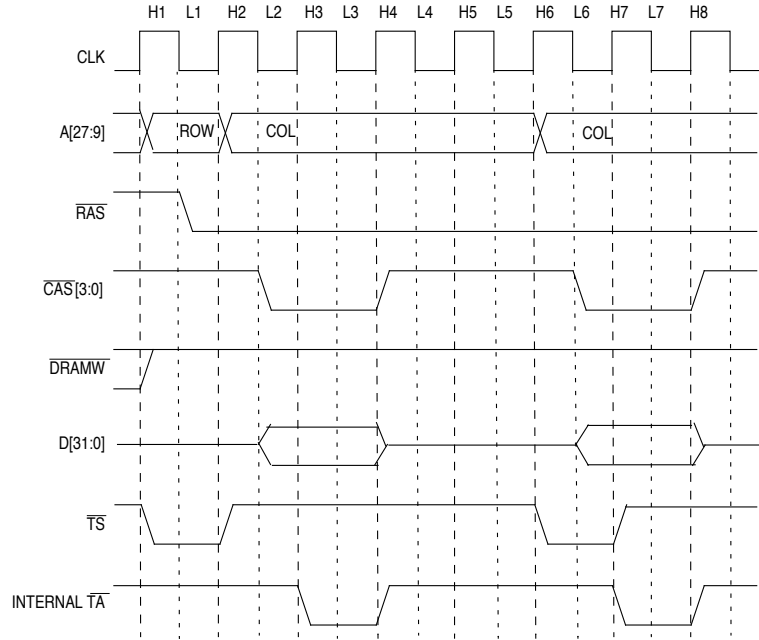 H1 L1 H2 L2 H3 L3 H4 L4 H5 L5 H6 L6 H7 L7 H8
CLK
A[27:9] ROW COL COL
RAS
CAS[3:0]
DRAMW
D[31:0]
TS
INTERNAL TA